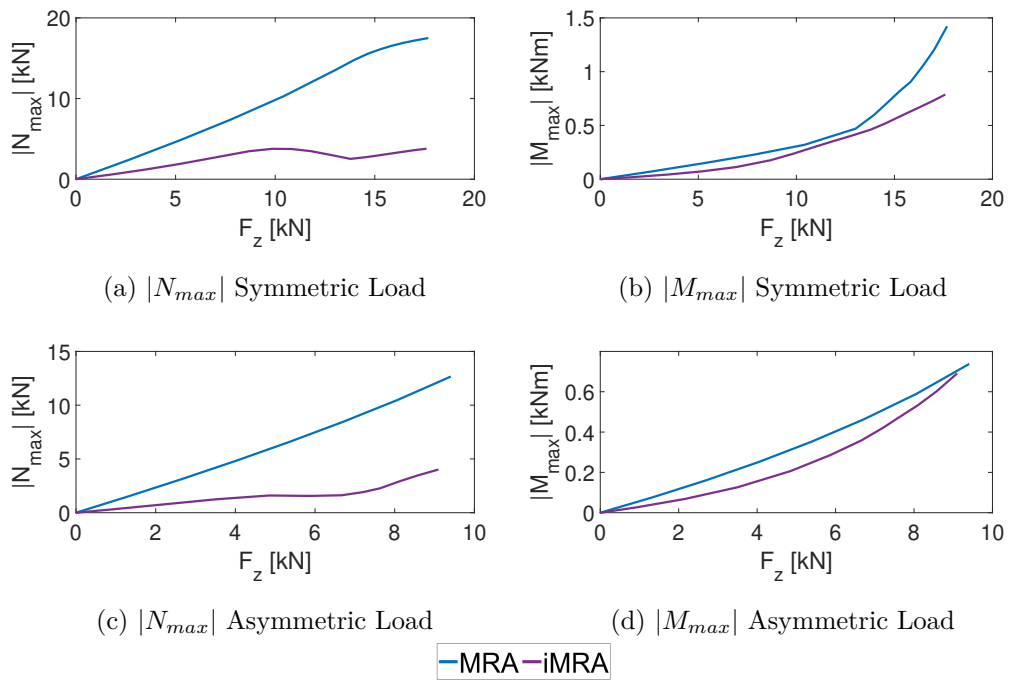 20
10
0
|N_max| [kN]
0 5 10 15 20
F_z [kN]
(a) |N_max| Symmetric Load
1.5
1
0.5
0
|M_max| [kNm]
0 5 10 15 20
F_z [kN]
(b) |M_max| Symmetric Load
15
10
5
0
|N_max| [kN]
0 2 4 6 8 10
F_z [kN]
(c) |N_max| Asymmetric Load
0.6
0.4
0.2
0
|M_max| [kNm]
0 2 4 6 8 10
F_z [kN]
(d) |M_max| Asymmetric Load
MRA iMRA